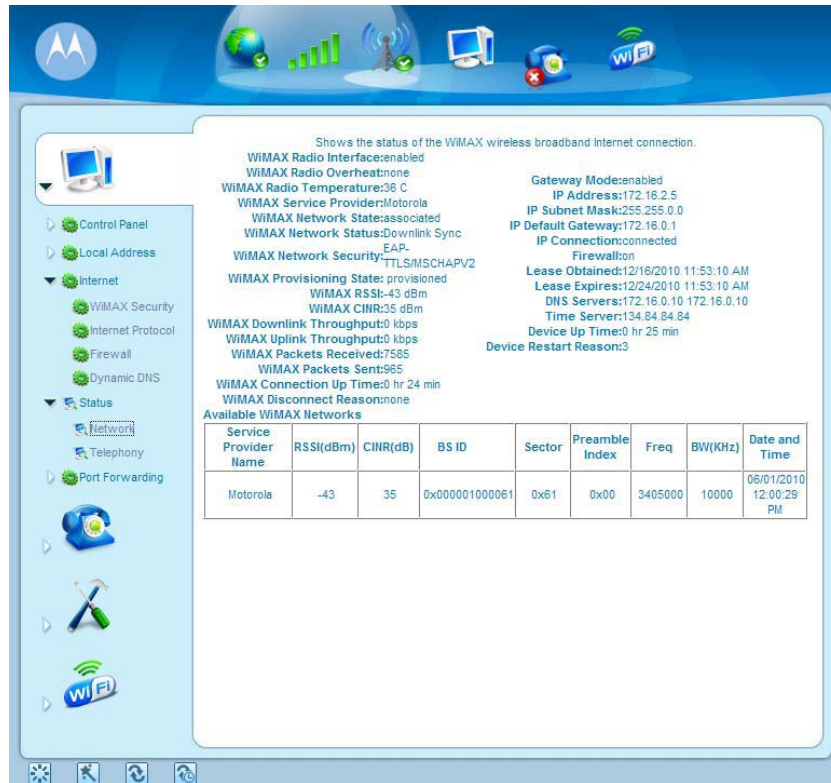 WiFi
Control Panel
Local Address
Internet
WiMAX Security
Internet Protocol
Firewall
Dynamic DNS
Status
Network
Telephony
Port Forwarding
WiFi
Shows the status of the WiMAX wireless broadband Internet connection.
WiMAX Radio Interface:enabled
WiMAX Radio Overheat:none
WiMAX Radio Temperature:36 C
WiMAX Service Provider:Motorola
WiMAX Network State:associated
WiMAX Network Status:Downlink Sync
WiMAX Network Security:EAP-
TTLS/MSCHAPV2
WiMAX Provisioning State: provisioned
WiMAX RSSI:-43 dBm
WiMAX CINR:35 dBm
WiMAX Downlink Throughput:0 kbps
WiMAX Uplink Throughput:0 kbps
WiMAX Packets Received:7585
WiMAX Packets Sent:965
WiMAX Connection Up Time:0 hr 24 min
WiMAX Disconnect Reason:none
Gateway Mode:enabled
IP Address:172.16.2.5
IP Subnet Mask:255.255.0.0
IP Default Gateway:172.16.0.1
IP Connection:connected
Firewall:on
Lease Obtained:12/16/2010 11:53:10 AM
Lease Expires:12/24/2010 11:53:10 AM
DNS Servers:172.16.0.10 172.16.0.10
Time Server:134.84.84.84
Device Up Time:0 hr 25 min
Device Restart Reason:3
Available WiMAX Networks
Service Provider Name RSSI(dBm) CINR(dB) BS ID Sector Preamble Index Freq BW(KHz) Date and Time
Motorola -43 35 0x000001000061 0x61 0x00 3405000 10000 06/01/2010 12:00:29 PM